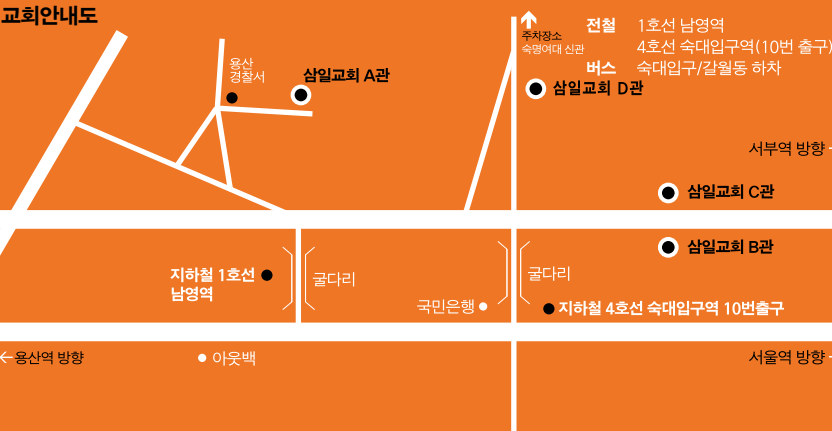 교회안내도
주차장소
숙명여대 신관
전철 1호선 남영역
4호선 숙대입구역(10번 출구)
버스 숙대입구/갈월동 하차
용산
경찰서
삼일교회 A관
삼일교회 D관
서부역 방향
삼일교회 C관
삼일교회 B관
지하철 1호선
남영역
굴다리
굴다리
국민은행
지하철 4호선 숙대입구역 10번출구
용산역 방향
아웃백
서울역 방향